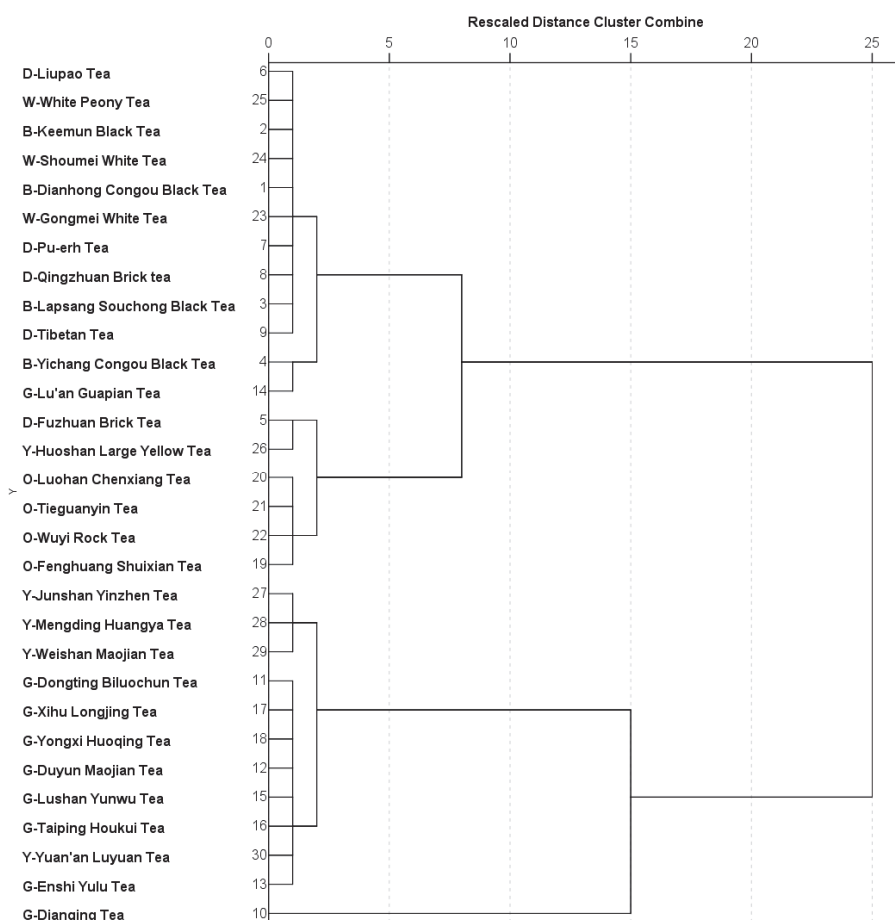 Rescaled Distance Cluster Combine
0 5 10 15 20 25
D-Liupao Tea 6
W-White Peony Tea 25
B-Keemun Black Tea 2
W-Shoumei White Tea 24
B-Dianhong Congou Black Tea 1
W-Gongmei White Tea 23
D-Pu-erh Tea 7
D-Qingzhuan Brick tea 8
B-Lapsang Souchong Black Tea 3
D-Tibetan Tea 9
B-Yichang Congou Black Tea 4
G-Lu'an Guapian Tea 14
D-Fuzhuan Brick Tea 5
Y-Huoshan Large Yellow Tea 26
O-Luohan Chenxiang Tea 20
Y
O-Tieguanyin Tea 21
O-Wuyi Rock Tea 22
O-Fenghuang Shuixian Tea 19
Y-Junshan Yinzhen Tea 27
Y-Mengding Huangya Tea 28
Y-Weishan Maojian Tea 29
G-Dongting Biluochun Tea 11
G-Xihu Longjing Tea 17
G-Yongxi Huoqing Tea 18
G-Duyun Maojian Tea 12
G-Lushan Yunwu Tea 15
G-Taiping Houkui Tea 16
Y-Yuan'an Luyuan Tea 30
G-Enshi Yulu Tea 13
G-Dianqing Tea 10